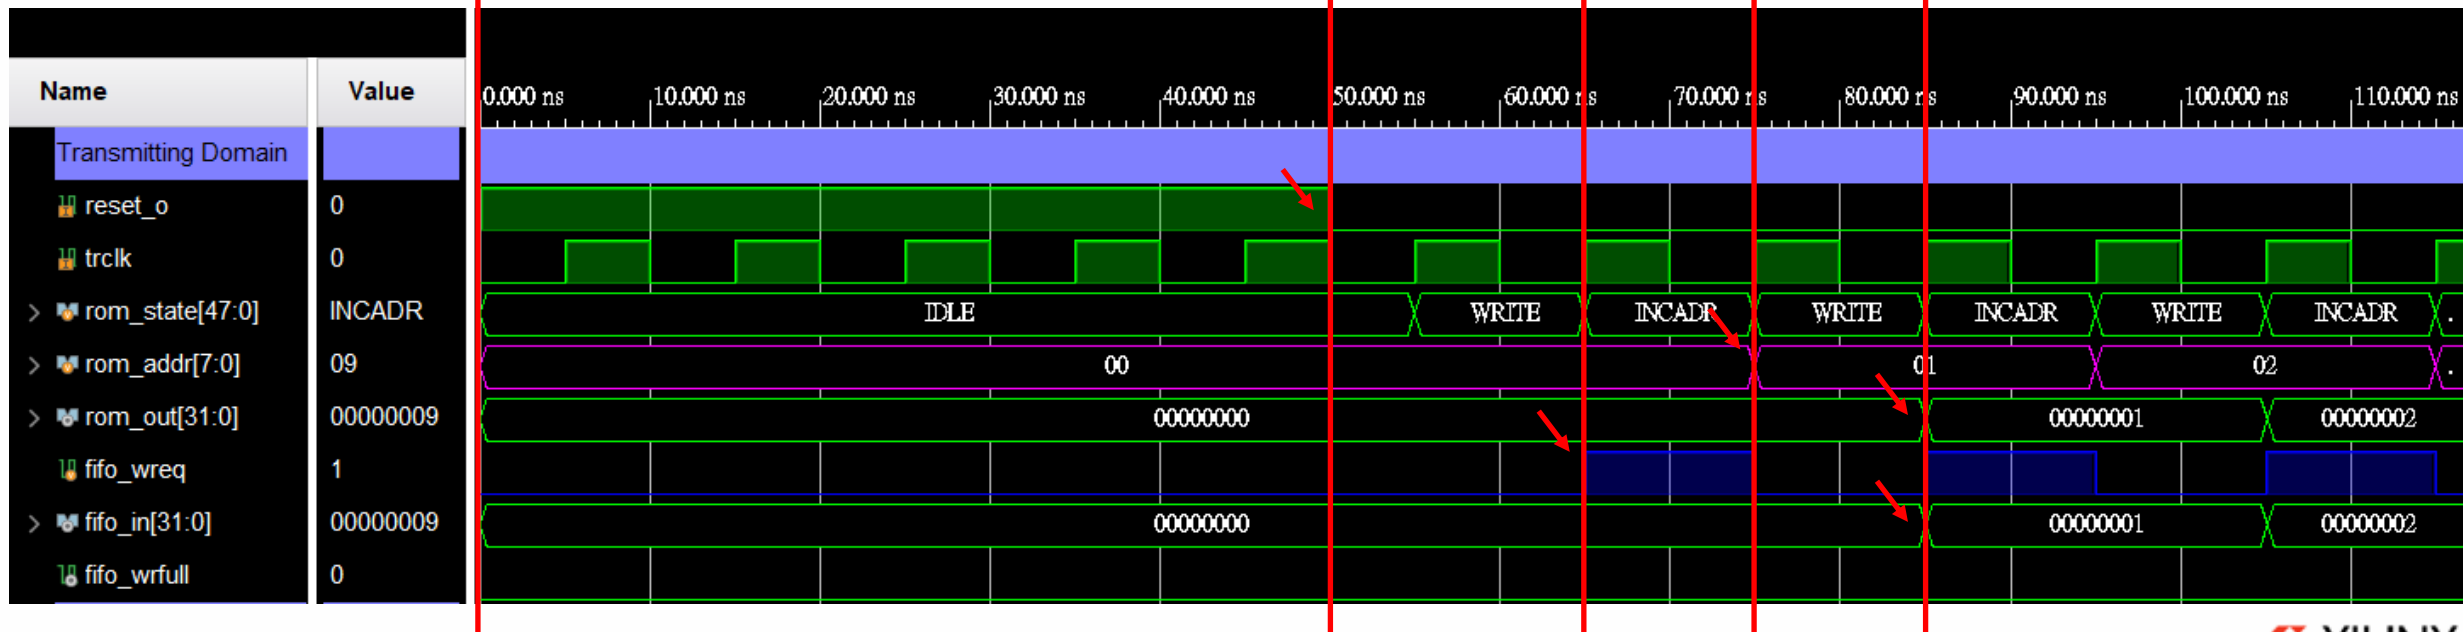 Name Value 0.000 ns 10.000 ns 20.000 ns 30.000 ns 40.000 ns 50.000 ns 60.000 ns 70.000 ns 80.000 ns 90.000 ns 100.000 ns 110.000 ns
Transmitting Domain
reset_o 0
trclk 0
rom_state[47:0] INCADR IDLE WRITE INCADR WRITE INCADR WRITE INCADR .
rom_addr[7:0] 09 00 01 02 .
rom_out[31:0] 00000009 00000000 00000001 00000002
fifo_wreq 1
fifo_in[31:0] 00000009 00000000 00000001 00000002
fifo_wrfull 0